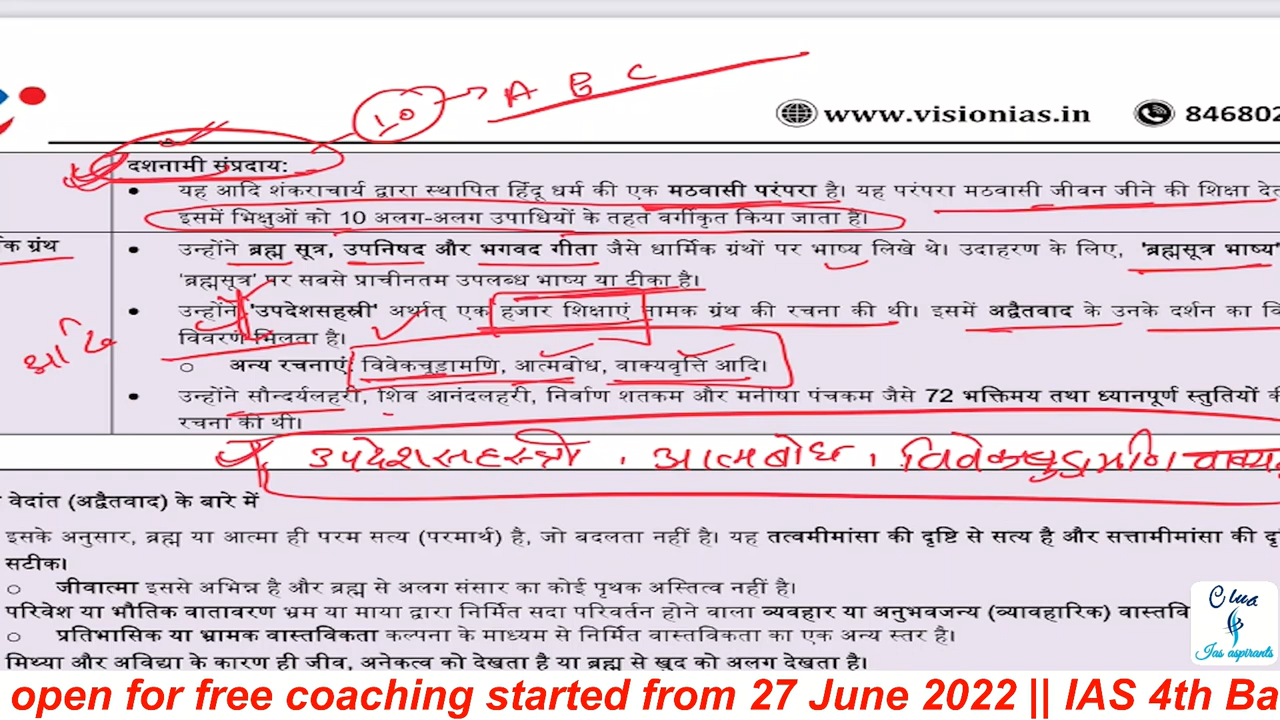 10 → A B C
www.visionias.in 846802
दशनामी संप्रदाय:
• यह आदि शंकराचार्य द्वारा स्थापित हिंदू धर्म की एक मठवासी परंपरा है। यह परंपरा मठवासी जीवन जीने की शिक्षा दे
इसमें भिक्षुओं को 10 अलग-अलग उपाधियों के तहत वर्गीकृत किया जाता है।
क ग्रंथ
• उन्होंने ब्रह्म सूत्र, उपनिषद और भगवद गीता जैसे धार्मिक ग्रंथों पर भाष्य लिखे थे। उदाहरण के लिए, 'ब्रह्मसूत्र भाष्य'
'ब्रह्मसूत्र' पर सबसे प्राचीनतम उपलब्ध भाष्य या टीका है।
• उन्होंने 'उपदेशसहस्री' अर्थात् एक हजार शिक्षाएं नामक ग्रंथ की रचना की थी। इसमें अद्वैतवाद के उनके दर्शन का वि
विवरण मिलता है।
○ अन्य रचनाएं: विवेकचूडामणि, आत्मबोध, वाक्यवृत्ति आदि।
• उन्होंने सौन्दर्यलहरी, शिव आनंदलहरी, निर्वाण शतकम और मनीषा पंचकम जैसे 72 भक्तिमय तथा ध्यानपूर्ण स्तुतियों की
रचना की थी।
उपदेशसहस्त्री , आत्मबोध , विवेकचुड़ामणि वाक्य
वेदांत (अद्वैतवाद) के बारे में
इसके अनुसार, ब्रह्म या आत्मा ही परम सत्य (परमार्थ) है, जो बदलता नहीं है। यह तत्वमीमांसा की दृष्टि से सत्य है और सत्तामीमांसा की दृ
सटीक।
○ जीवात्मा इससे अभिन्न है और ब्रह्म से अलग संसार का कोई पृथक अस्तित्व नहीं है।
परिवेश या भौतिक वातावरण भ्रम या माया द्वारा निर्मित सदा परिवर्तन होने वाला व्यवहार या अनुभवजन्य (व्यावहारिक) वास्तवि
○ प्रतिभासिक या भ्रामक वास्तविकता कल्पना के माध्यम से निर्मित वास्तविकता का एक अन्य स्तर है।
मिथ्या और अविद्या के कारण ही जीव, अनेकत्व को देखता है या ब्रह्म से खुद को अलग देखता है।
Clue
Ias aspirants
open for free coaching started from 27 June 2022 || IAS 4th Ba